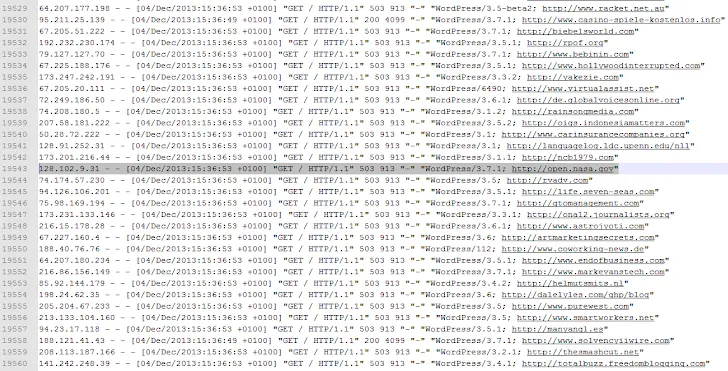 19529 64.207.177.198 - - [04/Dec/2013:15:36:53 +0100] "GET / HTTP/1.1" 503 913 "-" "WordPress/3.5-beta2; http://www.racket.net.au"
19530 95.211.25.139 - - [04/Dec/2013:15:36:49 +0100] "GET / HTTP/1.1" 200 4099 "-" "WordPress/3.7.1; http://www.casino-spiele-kostenlos.info"
19531 67.205.51.222 - - [04/Dec/2013:15:36:53 +0100] "GET / HTTP/1.1" 503 913 "-" "WordPress/3.7.1; http://biebelsworld.com"
19532 192.232.230.174 - - [04/Dec/2013:15:36:53 +0100] "GET / HTTP/1.1" 503 913 "-" "WordPress/3.5.1; http://rpof.org"
19533 79.127.127.70 - - [04/Dec/2013:15:36:53 +0100] "GET / HTTP/1.1" 503 913 "-" "WordPress/3.7.1; http://www.bebinin.com"
19534 67.225.188.176 - - [04/Dec/2013:15:36:53 +0100] "GET / HTTP/1.1" 503 913 "-" "WordPress/3.5.1; http://www.hollywoodinterrupted.com"
19535 173.247.242.191 - - [04/Dec/2013:15:36:53 +0100] "GET / HTTP/1.1" 503 913 "-" "WordPress/3.3.2; http://yakezie.com"
19536 67.205.20.111 - - [04/Dec/2013:15:36:53 +0100] "GET / HTTP/1.1" 503 913 "-" "WordPress/6490; http://www.virtualassist.net"
19537 72.249.186.50 - - [04/Dec/2013:15:36:53 +0100] "GET / HTTP/1.1" 503 913 "-" "WordPress/3.6.1; http://de.globalvoicesonline.org"
19538 74.208.180.5 - - [04/Dec/2013:15:36:53 +0100] "GET / HTTP/1.1" 503 913 "-" "WordPress/3.1.2; http://rainsongmedia.com"
19539 207.58.181.222 - - [04/Dec/2013:15:36:53 +0100] "GET / HTTP/1.1" 503 913 "-" "WordPress/3.5.2; http://oigs.indonesiamatters.com"
19540 50.28.72.222 - - [04/Dec/2013:15:36:53 +0100] "GET / HTTP/1.1" 503 913 "-" "WordPress/3.1; http://www.carinsurancecompanies.org"
19541 128.91.252.31 - - [04/Dec/2013:15:36:53 +0100] "GET / HTTP/1.1" 503 913 "-" "WordPress/3.1; http://languagelog.ldc.upenn.edu/nll"
19542 173.201.216.44 - - [04/Dec/2013:15:36:53 +0100] "GET / HTTP/1.1" 503 913 "-" "WordPress/3.1.1; http://ncb1979.com"
19543 128.102.9.31 - - [04/Dec/2013:15:36:53 +0100] "GET / HTTP/1.1" 503 913 "-" "WordPress/3.7.1; http://open.nasa.gov"
19544 74.174.57.230 - - [04/Dec/2013:15:36:53 +0100] "GET / HTTP/1.1" 503 913 "-" "WordPress/3.5; http://rvadv.com"
19545 94.126.106.201 - - [04/Dec/2013:15:36:53 +0100] "GET / HTTP/1.1" 503 913 "-" "WordPress/3.5.1; http://life.seven-seas.com"
19546 75.98.169.194 - - [04/Dec/2013:15:36:53 +0100] "GET / HTTP/1.1" 503 913 "-" "WordPress/3.7.1; http://qtomanagement.com"
19547 173.231.133.146 - - [04/Dec/2013:15:36:53 +0100] "GET / HTTP/1.1" 503 913 "-" "WordPress/3.3.1; http://ona12.journalists.org"
19548 216.15.178.28 - - [04/Dec/2013:15:36:53 +0100] "GET / HTTP/1.1" 503 913 "-" "WordPress/3.6.1; http://www.astrojyoti.com"
19549 67.227.160.4 - - [04/Dec/2013:15:36:53 +0100] "GET / HTTP/1.1" 503 913 "-" "WordPress/3.6; http://artmarketingsecrets.com"
19550 188.40.76.76 - - [04/Dec/2013:15:36:53 +0100] "GET / HTTP/1.1" 503 913 "-" "WordPress/112; http://www.coworking-news.de"
19551 64.207.180.234 - - [04/Dec/2013:15:36:53 +0100] "GET / HTTP/1.1" 503 913 "-" "WordPress/3.5.1; http://www.endofbusiness.com"
19552 216.86.156.149 - - [04/Dec/2013:15:36:53 +0100] "GET / HTTP/1.1" 503 913 "-" "WordPress/3.7.1; http://www.markevanstech.com"
19553 85.92.144.179 - - [04/Dec/2013:15:36:53 +0100] "GET / HTTP/1.1" 503 913 "-" "WordPress/3.4.2; http://helmutsmits.nl"
19554 198.24.62.35 - - [04/Dec/2013:15:36:53 +0100] "GET / HTTP/1.1" 503 913 "-" "WordPress/3.6; http://dalelyles.com/ghp/blog"
19555 205.204.67.233 - - [04/Dec/2013:15:36:53 +0100] "GET / HTTP/1.1" 503 913 "-" "WordPress/3.5; http://www.purewest.com"
19556 213.133.104.160 - - [04/Dec/2013:15:36:53 +0100] "GET / HTTP/1.1" 503 913 "-" "WordPress/3.5; http://www.smartworkers.net"
19557 94.23.17.118 - - [04/Dec/2013:15:36:53 +0100] "GET / HTTP/1.1" 503 913 "-" "WordPress/3.5.1; http://manyangl.es"
19558 188.121.41.43 - - [04/Dec/2013:15:36:49 +0100] "GET / HTTP/1.1" 200 4099 "-" "WordPress/3.7.1; http://www.solvencyiiwire.com"
19559 208.113.187.166 - - [04/Dec/2013:15:36:53 +0100] "GET / HTTP/1.1" 503 913 "-" "WordPress/3.2.1; http://thesmashcut.net"
19560 141.242.248.39 - - [04/Dec/2013:15:36:53 +0100] "GET / HTTP/1.1" 503 913 "-" "WordPress/3.4.1; http://totalbuzz.freedomblogging.com"